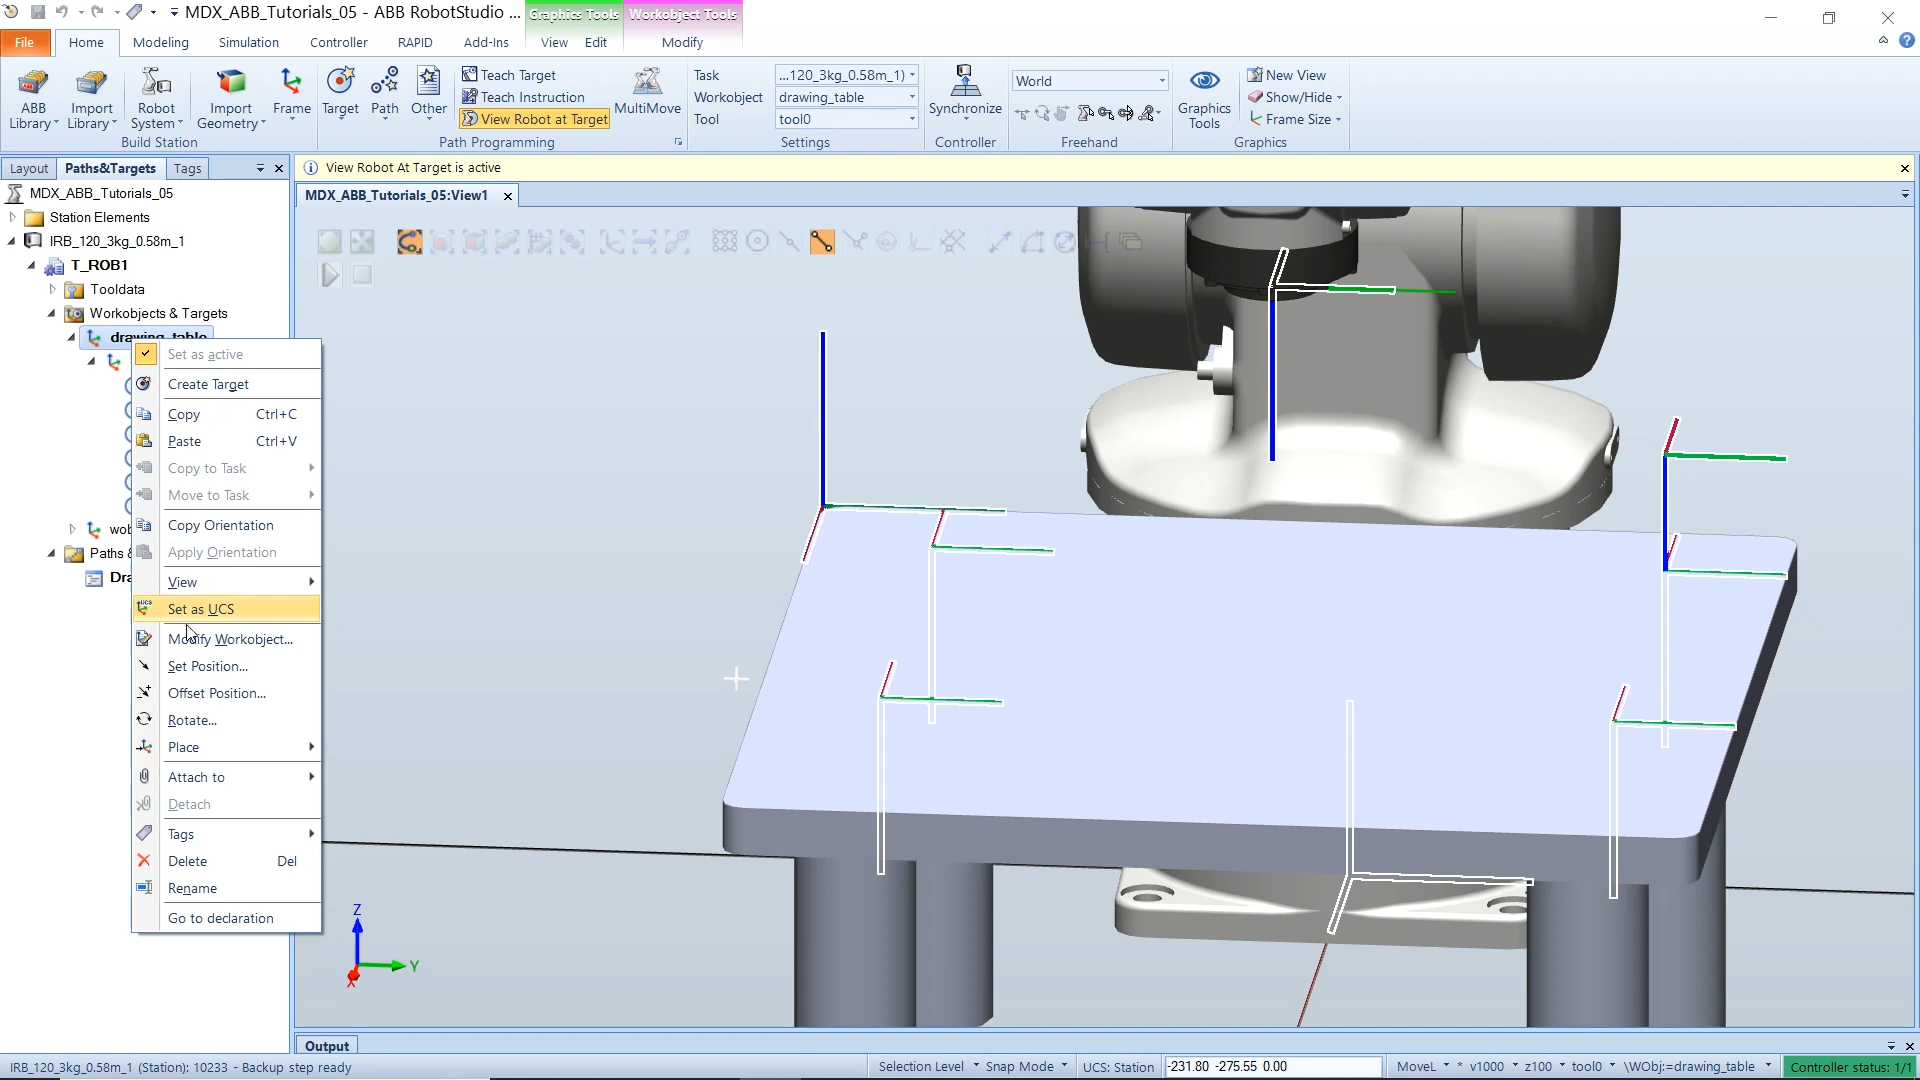 MDX_ABB_Tutorials_05 - ABB RobotStudio ...
Graphics Tools
Workobject Tools
File
Home
Modeling
Simulation
Controller
RAPID
Add-Ins
View
Edit
Modify
ABB Library
Import Library
Robot System
Import Geometry
Frame
Build Station
Target
Path
Other
Teach Target
Teach Instruction
View Robot at Target
MultiMove
Path Programming
Task
...120_3kg_0.58m_1)
Workobject
drawing_table
Tool
tool0
Settings
Synchronize
Controller
World
Freehand
Graphics Tools
New View
Show/Hide
Frame Size
Graphics
Layout
Paths&Targets
Tags
View Robot At Target is active
MDX_ABB_Tutorials_05
MDX_ABB_Tutorials_05:View1
Station Elements
IRB_120_3kg_0.58m_1
T_ROB1
Tooldata
Workobjects & Targets
drawing_table
Set as active
Create Target
Copy Ctrl+C
Paste Ctrl+V
Copy to Task
Move to Task
Copy Orientation
wob
Apply Orientation
Paths &
View
Dra
Set as UCS
UCS
Modify Workobject...
Set Position...
Offset Position...
Rotate...
Place
Attach to
Detach
Tags
Delete Del
Rename
Go to declaration
Z
Y
X
Output
IRB_120_3kg_0.58m_1 (Station): 10233 - Backup step ready
Selection Level
Snap Mode
UCS: Station
-231.80 -275.55 0.00
MoveL * v1000 z100 tool0 \WObj:=drawing_table
Controller status: 1/1